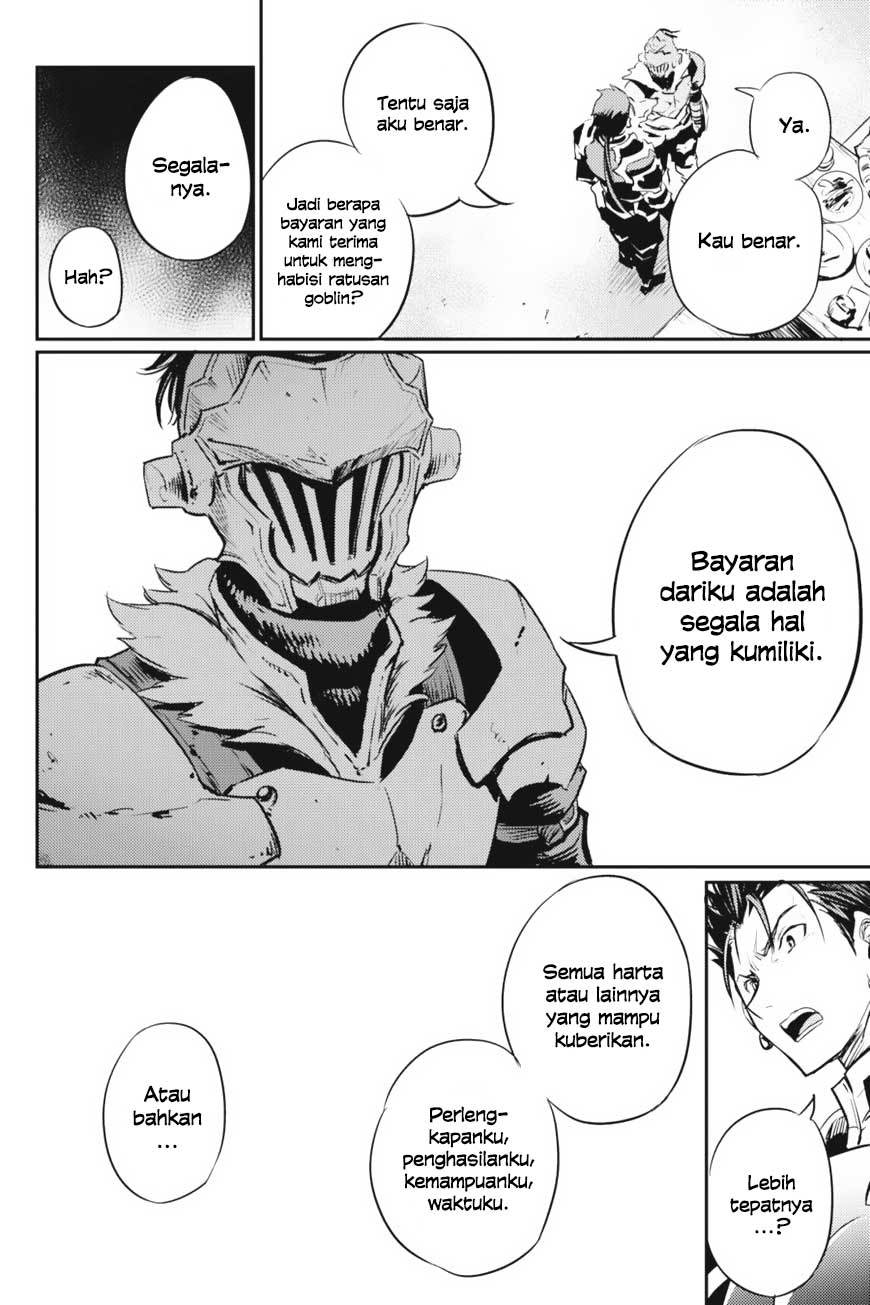 Ya.
Kau benar.
Tentu saja
aku benar.
Jadi berapa
bayaran yang
kami terima
untuk meng-
habisi ratusan
goblin?
Segala-
nya.
Hah?
Bayaran
dariku adalah
segala hal
yang kumiliki.
Lebih
tepatnya
...?
Semua harta
atau lainnya
yang mampu
kuberikan.
Perleng-
kapanku,
penghasilanku,
kemampuanku,
waktuku.
Atau
bahkan
...